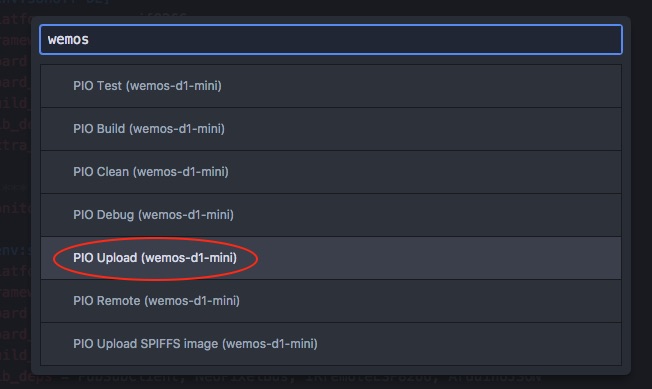 wemos
PIO Test (wemos-d1-mini)
PIO Build (wemos-d1-mini)
PIO Clean (wemos-d1-mini)
PIO Debug (wemos-d1-mini)
PIO Upload (wemos-d1-mini)
PIO Remote (wemos-d1-mini)
PIO Upload SPIFFS image (wemos-d1-mini)